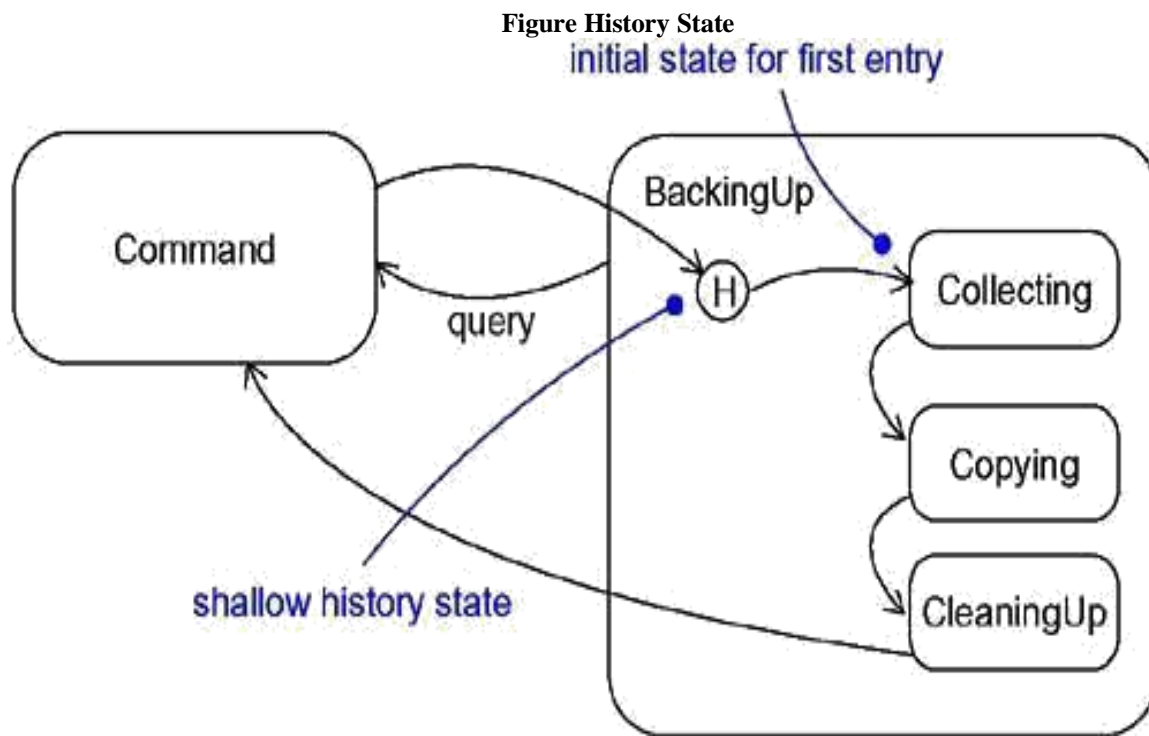 Figure History State
initial state for first entry
BackingUp
Command
H
Collecting
query
Copying
shallow history state
CleaningUp